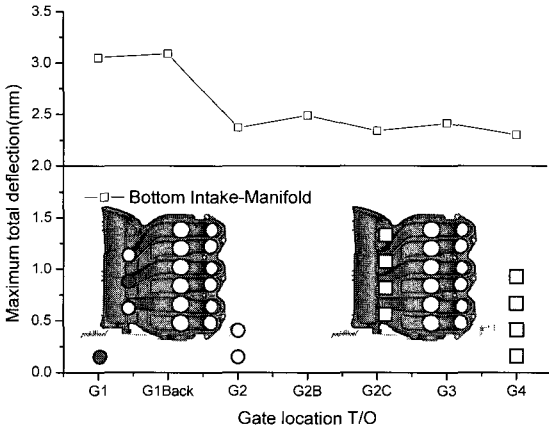 Maximum total deflection(mm)
3.5
3.0
2.5
2.0
1.5
1.0
0.5
0.0
Bottom Intake-Manifold
G1 G1Back G2 G2B G2C G3 G4
Gate location T/O